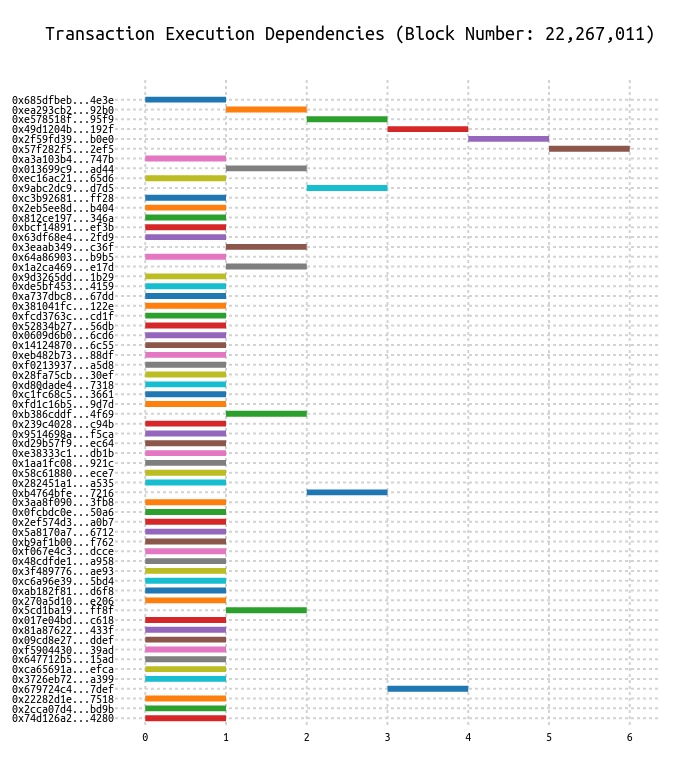 Transaction Execution Dependencies (Block Number: 22,267,011)
0x685dfbeb...4e3e
0xea293cb2...92b0
0xe578518f...95f9
0x49d1204b...192f
0x2f59fd39...b0e0
0x57f282f5...2ef5
0xa3a103b4...747b
0x013699c9...ad44
0xec16ac21...65d6
0x9abc2dc9...d7d5
0xc3b92681...ff28
0x2eb5ee8d...b404
0x812ce197...346a
0xbcf14891...ef3b
0x63df68e4...2fd9
0x3eaab349...c36f
0x64a86903...b9b5
0x1a2ca469...e17d
0x9d3265dd...1b29
0xde5bf453...4159
0xa737dbc8...67dd
0x381041fc...122e
0xfcd3763c...cd1f
0x52834b27...56db
0x0609d6b0...6cd6
0x14124870...6c55
0xeb482b73...88df
0xf0213937...a5d8
0x28fa75cb...30ef
0xd80dade4...7318
0xc1fc68c5...3661
0xfd1c16b5...9d7d
0xb386cddf...4f69
0x239c4028...c94b
0x9514698a...f5ca
0xd29b57f9...ec64
0xe38333c1...db1b
0x1aa1fc08...921c
0x58c61880...ece7
0x282451a1...a535
0xb4764bfe...7216
0x3aa8f090...3fb8
0x0fcbdc0e...50a6
0x2ef574d3...a0b7
0x5a8170a7...6712
0xb9af1b00...f762
0xf067e4c3...dcce
0x48cdfde1...a958
0x3f489776...ae93
0xc6a96e39...5bd4
0xab182f81...d6f8
0x270a5d10...e206
0x5cd1ba19...ff8f
0x017e04bd...c618
0x81a87622...433f
0x09cd8e27...ddef
0xf5904430...39ad
0x647712b5...15ad
0xca65691a...efca
0x3726eb72...a399
0x679724c4...7def
0x22282d1e...7518
0x2cca07d4...bd9b
0x74d126a2...4280
0 1 2 3 4 5 6